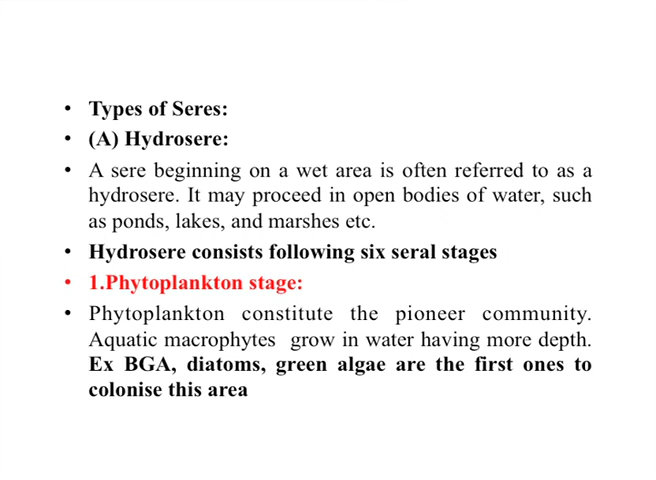 • Types of Seres:
• (A) Hydrosere:
• A sere beginning on a wet area is often referred to as a
hydrosere. It may proceed in open bodies of water, such
as ponds, lakes, and marshes etc.
• Hydrosere consists following six seral stages
• 1.Phytoplankton stage:
• Phytoplankton constitute the pioneer community.
Aquatic macrophytes grow in water having more depth.
Ex BGA, diatoms, green algae are the first ones to
colonise this area